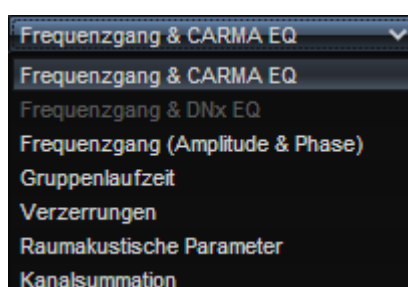 Frequenzgang & CARMA EQ
Frequenzgang & CARMA EQ
Frequenzgang & DNx EQ
Frequenzgang (Amplitude & Phase)
Gruppenlaufzeit
Verzerrungen
Raumakustische Parameter
Kanalsummation